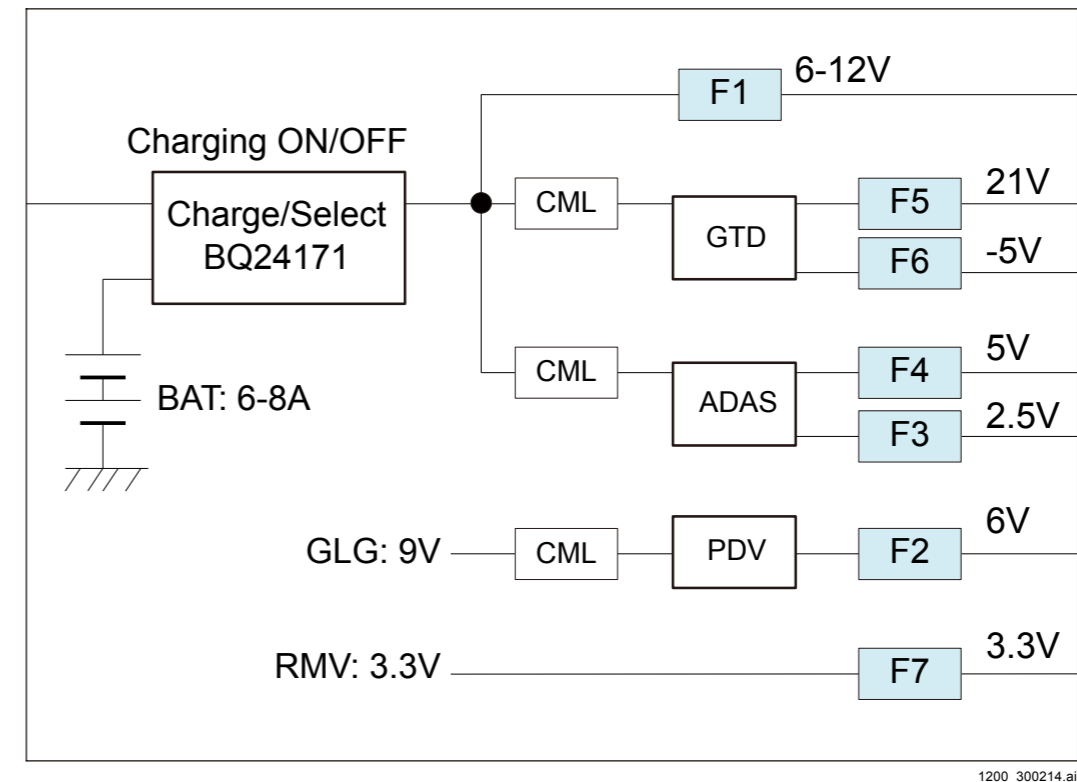 F1
6-12V
Charging ON/OFF
Charge/Select
BQ24171
CML
GTD
F5
21V
F6
-5V
BAT: 6-8A
CML
ADAS
F4
5V
F3
2.5V
GLG: 9V
CML
PDV
F2
6V
RMV: 3.3V
F7
3.3V
1200_300214.ai